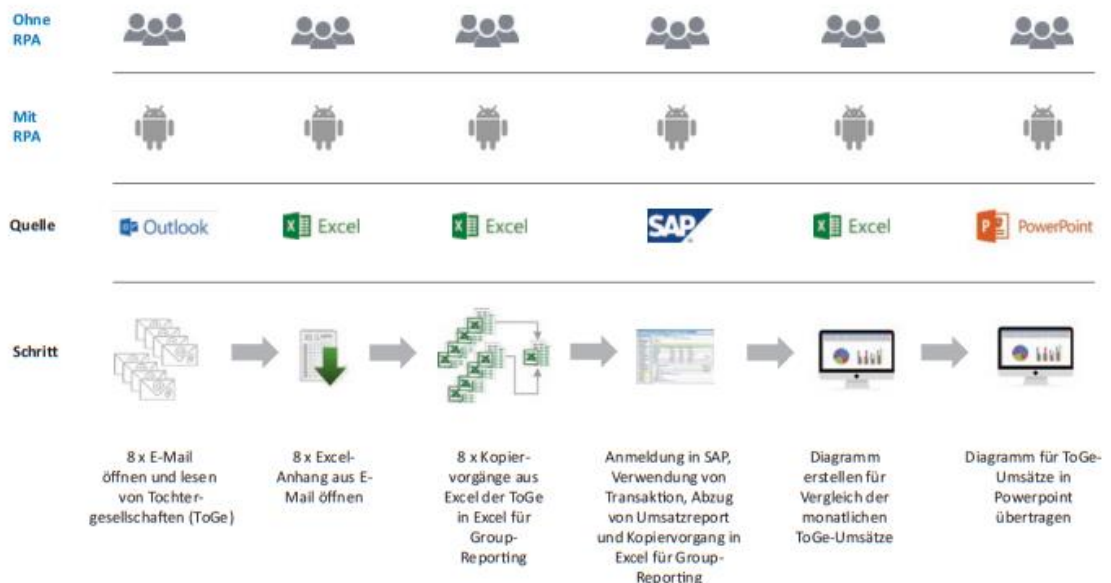 Ohne
RPA
Mit
RPA
Quelle
Outlook
Excel
Excel
SAP
Excel
PowerPoint
Schritt
8 x E-Mail
öffnen und lesen
von Tochter-
gesellschaften (ToGe)
8 x Excel-
Anhang aus E-
Mail öffnen
8 x Kopier-
vorgänge aus
Excel der ToGe
in Excel für
Group-
Reporting
Anmeldung in SAP,
Verwendung von
Transaktion, Abzug
von Umsatzreport
und Kopiervorgang in
Excel für Group-
Reporting
Diagramm
erstellen für
Vergleich der
monatlichen
ToGe-Umsätze
Diagramm für ToGe-
Umsätze in
Powerpoint
übertragen